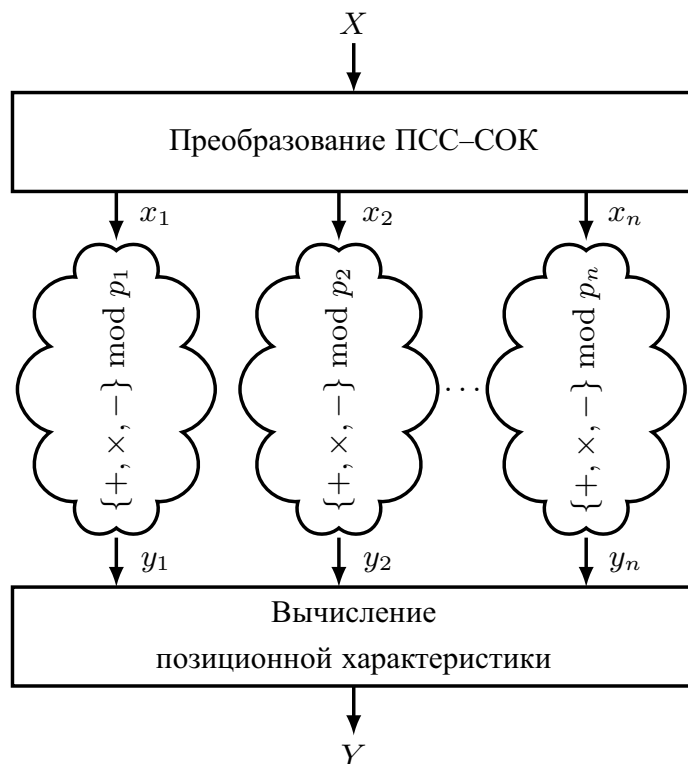 X
Преобразование ПСС–СОК
x₁ x₂ xₙ
{+, ×, −} mod p₁
{+, ×, −} mod p₂
...
{+, ×, −} mod pₙ
y₁ y₂ yₙ
Вычисление
позиционной характеристики
Y